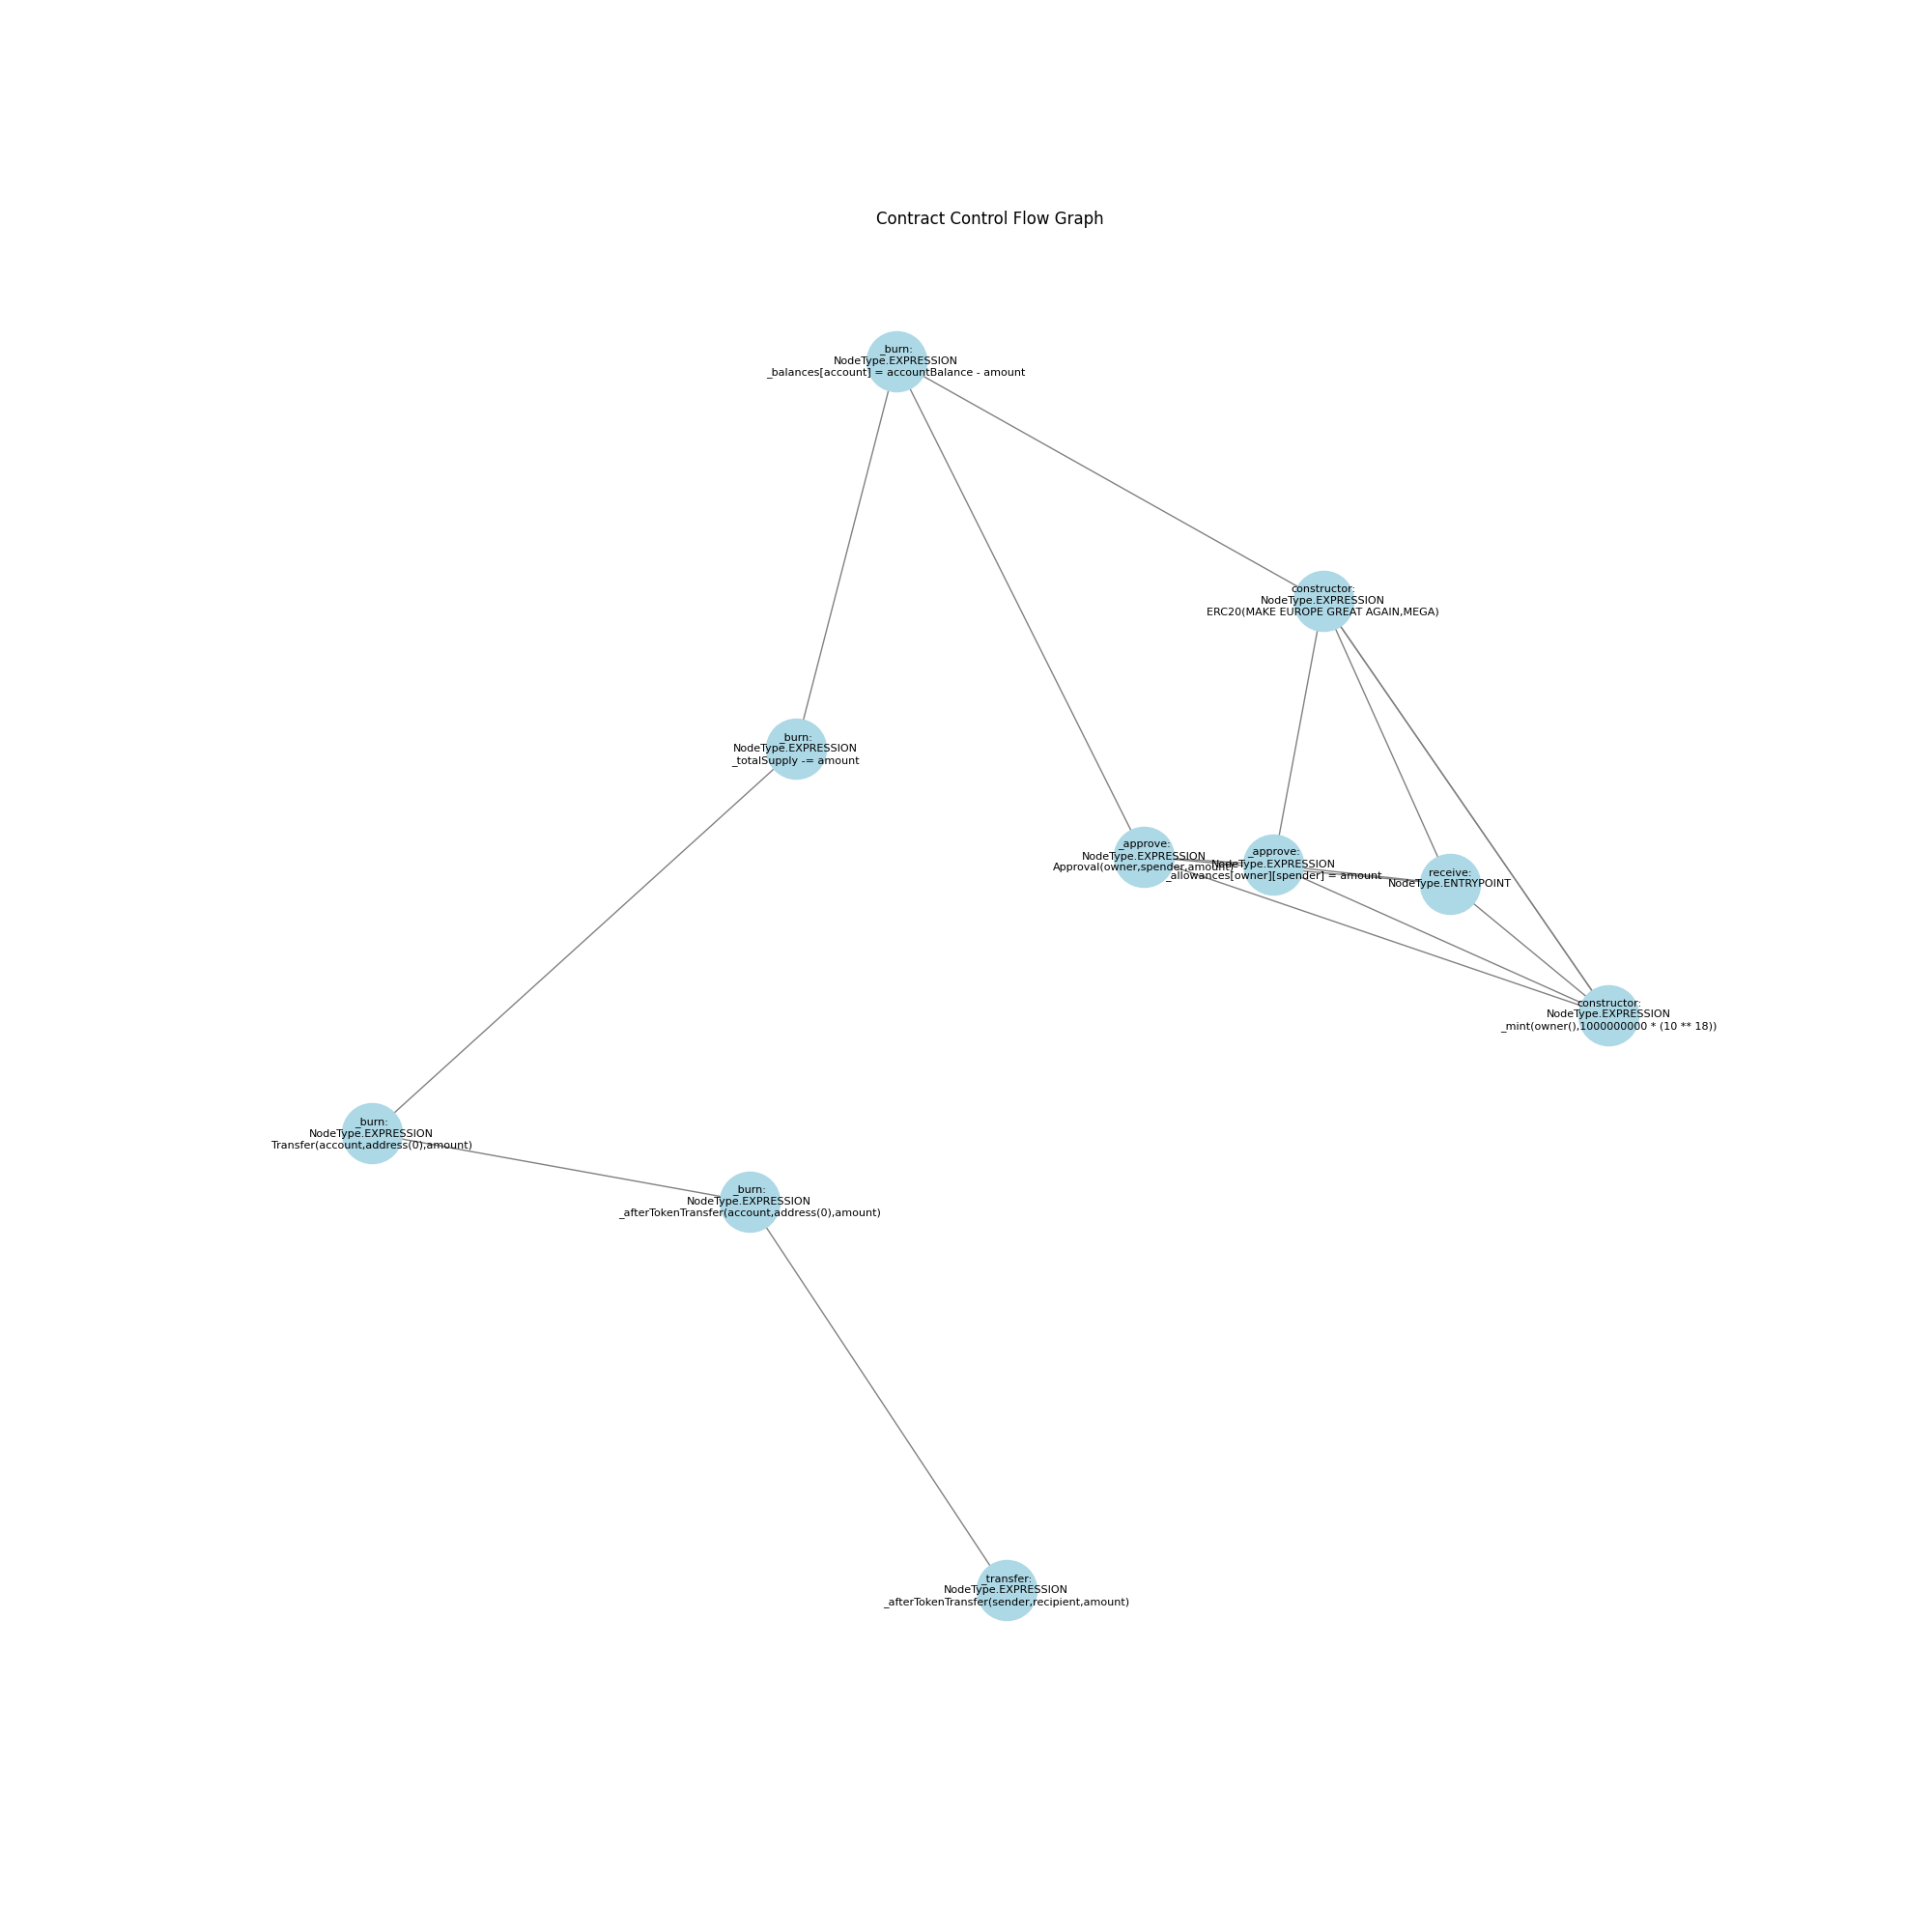 Contract Control Flow Graph
_burn:
NodeType.EXPRESSION
_balances[account] = accountBalance - amount
constructor:
NodeType.EXPRESSION
ERC20(MAKE EUROPE GREAT AGAIN,MEGA)
_burn:
NodeType.EXPRESSION
_totalSupply -= amount
_approve:
NodeType.EXPRESSION
Approval(owner,spender,amount)
_approve:
NodeType.EXPRESSION
_allowances[owner][spender] = amount
receive:
NodeType.ENTRYPOINT
constructor:
NodeType.EXPRESSION
_mint(owner(),1000000000 * (10 ** 18))
_burn:
NodeType.EXPRESSION
Transfer(account,address(0),amount)
_burn:
NodeType.EXPRESSION
_afterTokenTransfer(account,address(0),amount)
_transfer:
NodeType.EXPRESSION
_afterTokenTransfer(sender,recipient,amount)